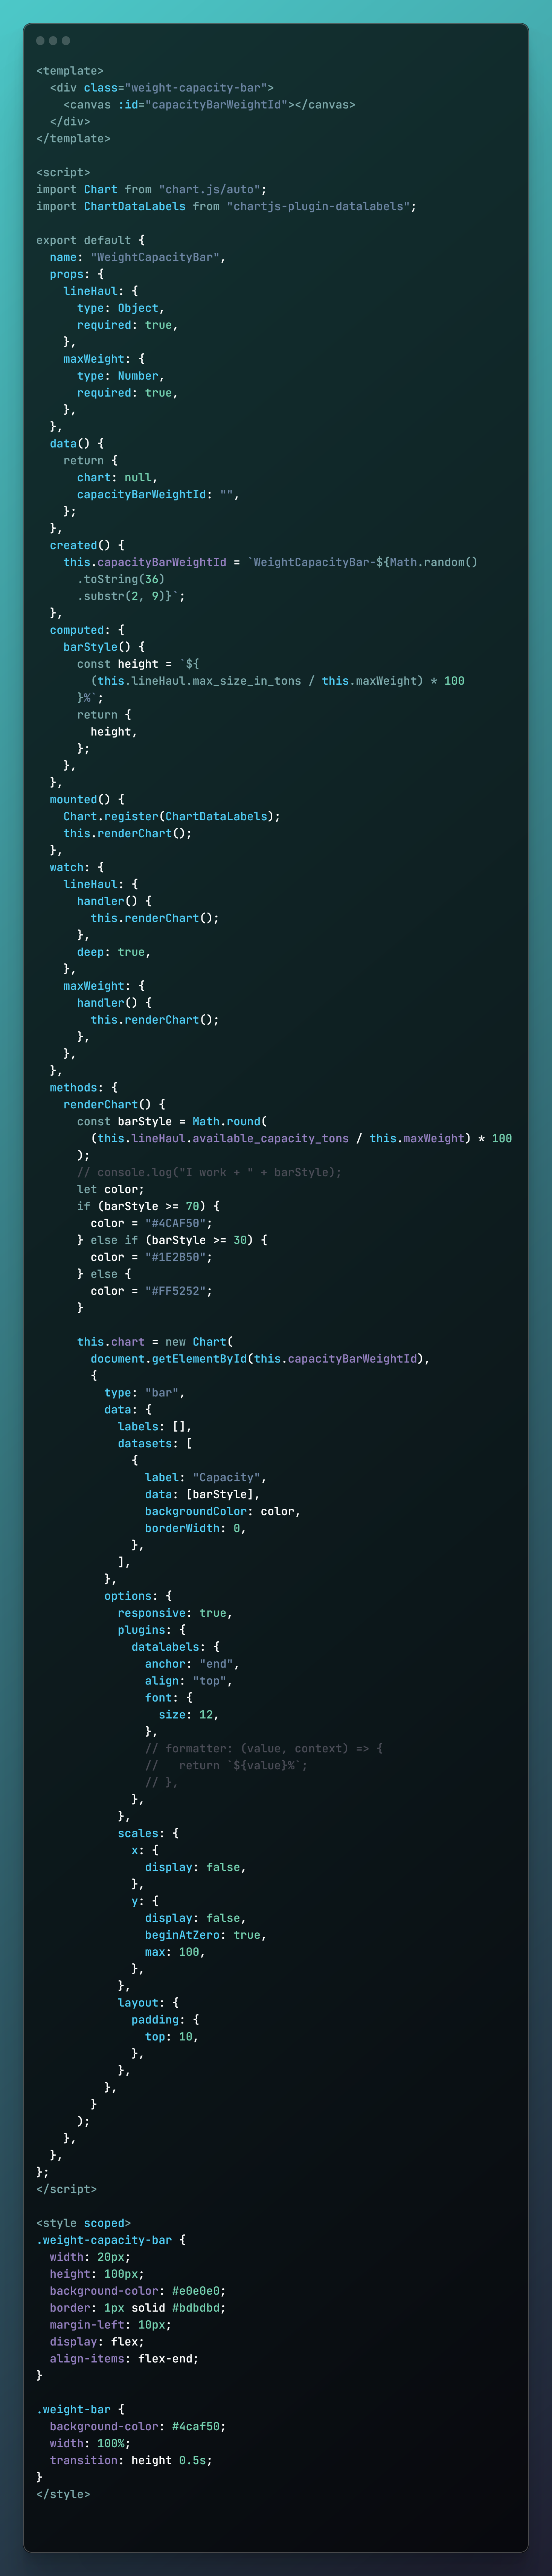 <template>
  <div class="weight-capacity-bar">
    <canvas :id="capacityBarWeightId"></canvas>
  </div>
</template>

<script>
import Chart from "chart.js/auto";
import ChartDataLabels from "chartjs-plugin-datalabels";

export default {
  name: "WeightCapacityBar",
  props: {
    lineHaul: {
      type: Object,
      required: true,
    },
    maxWeight: {
      type: Number,
      required: true,
    },
  },
  data() {
    return {
      chart: null,
      capacityBarWeightId: "",
    };
  },
  created() {
    this.capacityBarWeightId = `WeightCapacityBar-${Math.random()
      .toString(36)
      .substr(2, 9)}`;
  },
  computed: {
    barStyle() {
      const height = `${
        (this.lineHaul.max_size_in_tons / this.maxWeight) * 100
      }%`;
      return {
        height,
      };
    },
  },
  mounted() {
    Chart.register(ChartDataLabels);
    this.renderChart();
  },
  watch: {
    lineHaul: {
      handler() {
        this.renderChart();
      },
      deep: true,
    },
    maxWeight: {
      handler() {
        this.renderChart();
      },
    },
  },
  methods: {
    renderChart() {
      const barStyle = Math.round(
        (this.lineHaul.available_capacity_tons / this.maxWeight) * 100
      );
      // console.log("I work + " + barStyle);
      let color;
      if (barStyle >= 70) {
        color = "#4CAF50";
      } else if (barStyle >= 30) {
        color = "#1E2B50";
      } else {
        color = "#FF5252";
      }

      this.chart = new Chart(
        document.getElementById(this.capacityBarWeightId),
        {
          type: "bar",
          data: {
            labels: [],
            datasets: [
              {
                label: "Capacity",
                data: [barStyle],
                backgroundColor: color,
                borderWidth: 0,
              },
            ],
          },
          options: {
            responsive: true,
            plugins: {
              datalabels: {
                anchor: "end",
                align: "top",
                font: {
                  size: 12,
                },
                // formatter: (value, context) => {
                //   return `${value}%`;
                // },
              },
            },
            scales: {
              x: {
                display: false,
              },
              y: {
                display: false,
                beginAtZero: true,
                max: 100,
              },
            },
            layout: {
              padding: {
                top: 10,
              },
            },
          },
        }
      );
    },
  },
};
</script>

<style scoped>
.weight-capacity-bar {
  width: 20px;
  height: 100px;
  background-color: #e0e0e0;
  border: 1px solid #bdbdbd;
  margin-left: 10px;
  display: flex;
  align-items: flex-end;
}

.weight-bar {
  background-color: #4caf50;
  width: 100%;
  transition: height 0.5s;
}
</style>